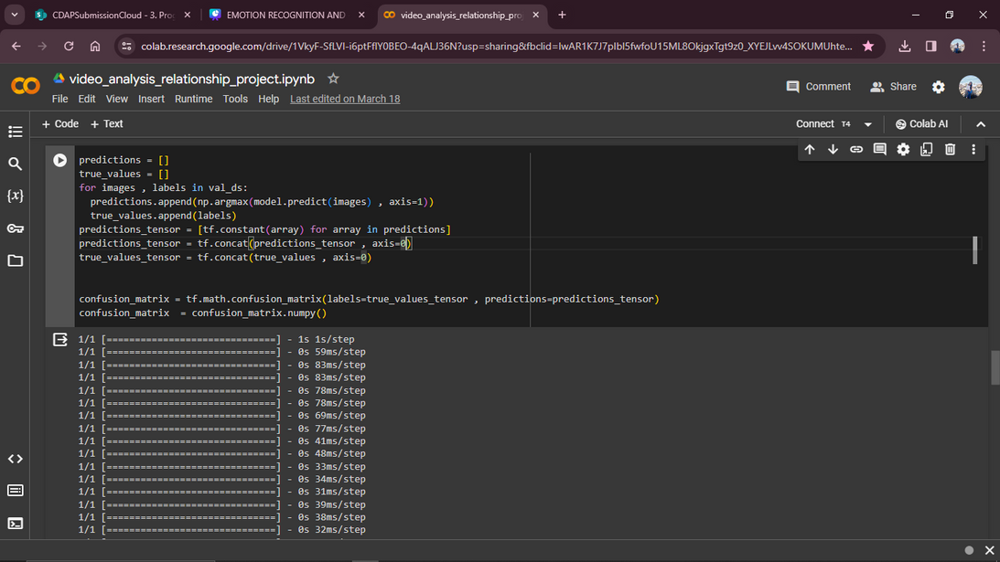 CDAPSubmissionCloud - 3. Pro
EMOTION RECOGNITION AND
video_analysis_relationship_proj
colab.research.google.com/drive/1VkyF-SfLVI-i6ptFflY0BEO-4qALJ36N?usp=sharing&fbclid=IwAR1K7J7pIbl5fwfoU15ML8OkjgxTgt9z0_XYEJLvv4SOKUMUhte...
video_analysis_relationship_project.ipynb
File Edit View Insert Runtime Tools Help Last edited on March 18
Comment Share
+ Code + Text
Connect T4
Colab AI
predictions = []
true_values = []
for images , labels in val_ds:
  predictions.append(np.argmax(model.predict(images) , axis=1))
  true_values.append(labels)
predictions_tensor = [tf.constant(array) for array in predictions]
predictions_tensor = tf.concat(predictions_tensor , axis=0)
true_values_tensor = tf.concat(true_values , axis=0)
confusion_matrix = tf.math.confusion_matrix(labels=true_values_tensor , predictions=predictions_tensor)
confusion_matrix  = confusion_matrix.numpy()
1/1 [==============================] - 1s 1s/step
1/1 [==============================] - 0s 59ms/step
1/1 [==============================] - 0s 83ms/step
1/1 [==============================] - 0s 83ms/step
1/1 [==============================] - 0s 78ms/step
1/1 [==============================] - 0s 78ms/step
1/1 [==============================] - 0s 69ms/step
1/1 [==============================] - 0s 77ms/step
1/1 [==============================] - 0s 41ms/step
1/1 [==============================] - 0s 48ms/step
1/1 [==============================] - 0s 33ms/step
1/1 [==============================] - 0s 34ms/step
1/1 [==============================] - 0s 31ms/step
1/1 [==============================] - 0s 39ms/step
1/1 [==============================] - 0s 38ms/step
1/1 [==============================] - 0s 32ms/step